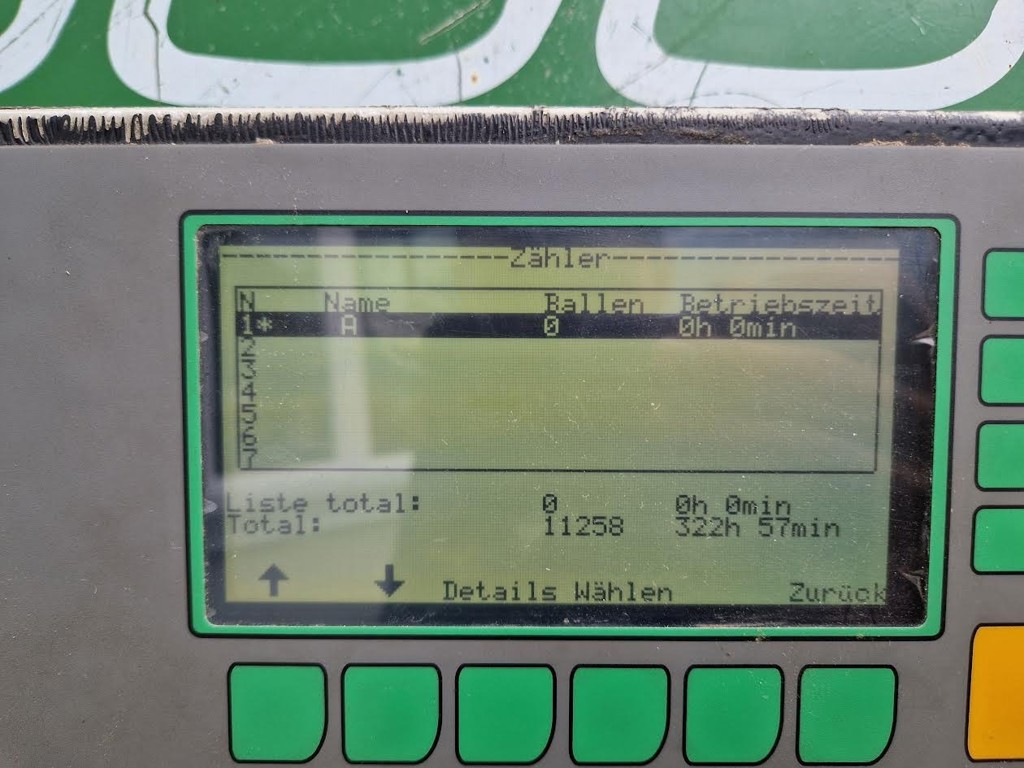 --------------------Zähler--------------------
N Name Ballen Betriebszeit
1* A 0 0h 0min
2
3
4
5
6
7
Liste total: 0 0h 0min
Total: 11258 322h 57min
↑ ↓ Details Wählen Zurück